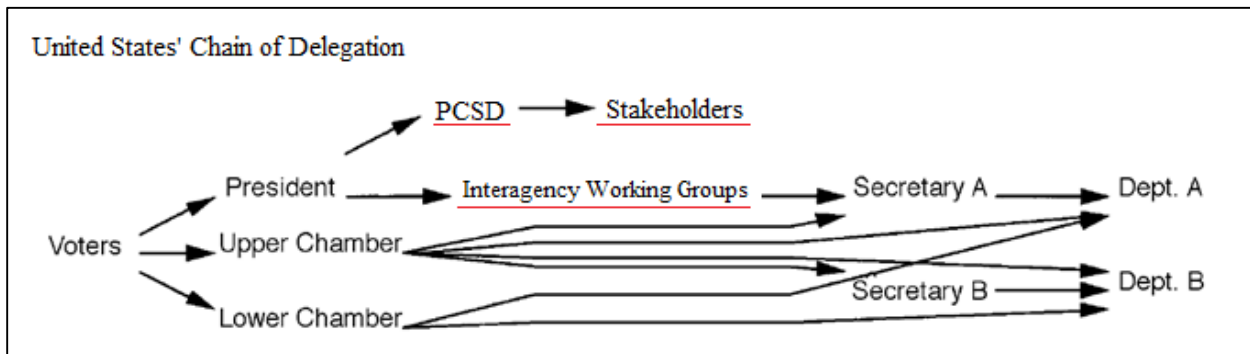 United States' Chain of Delegation
PCSD Stakeholders
President Interagency Working Groups Secretary A Dept. A
Voters Upper Chamber
Secretary B Dept. B
Lower Chamber